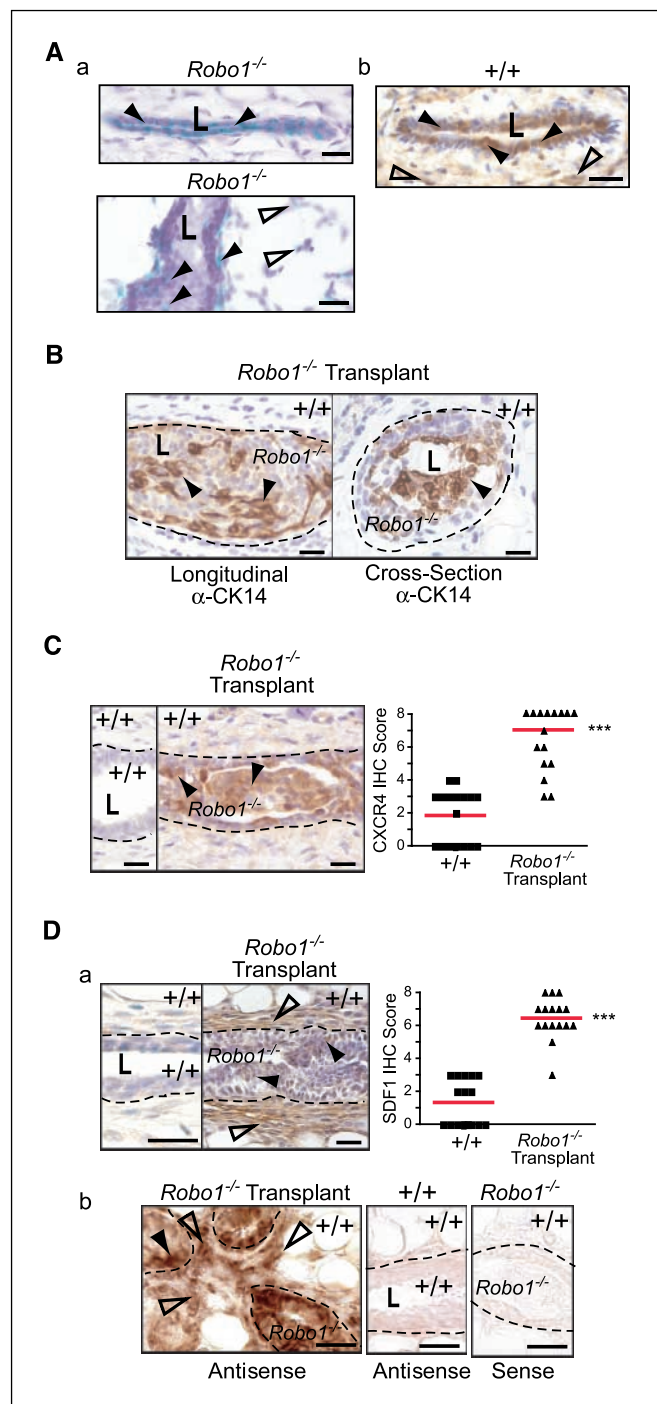 A
a
Robo1-/-
L
Robo1-/-
L
b
+/+
L
B
Robo1-/- Transplant
+/+
L
Robo1-/-
+/+
L
Robo1-/-
Longitudinal
α-CK14
Cross-Section
α-CK14
C
Robo1-/-
Transplant
+/+
+/+
L
+/+
Robo1-/-
CXCR4 IHC Score
8
6
4
2
0
***
+/+
Robo1-/-
Transplant
D
a
Robo1-/-
Transplant
+/+
L
+/+
+/+
Robo1-/-
SDF1 IHC Score
8
6
4
2
0
***
+/+
Robo1-/-
Transplant
b
Robo1-/- Transplant
+/+
Robo1-/-
Antisense
+/+
+/+
+/+
L
Antisense
Robo1-/-
+/+
Robo1-/-
Sense